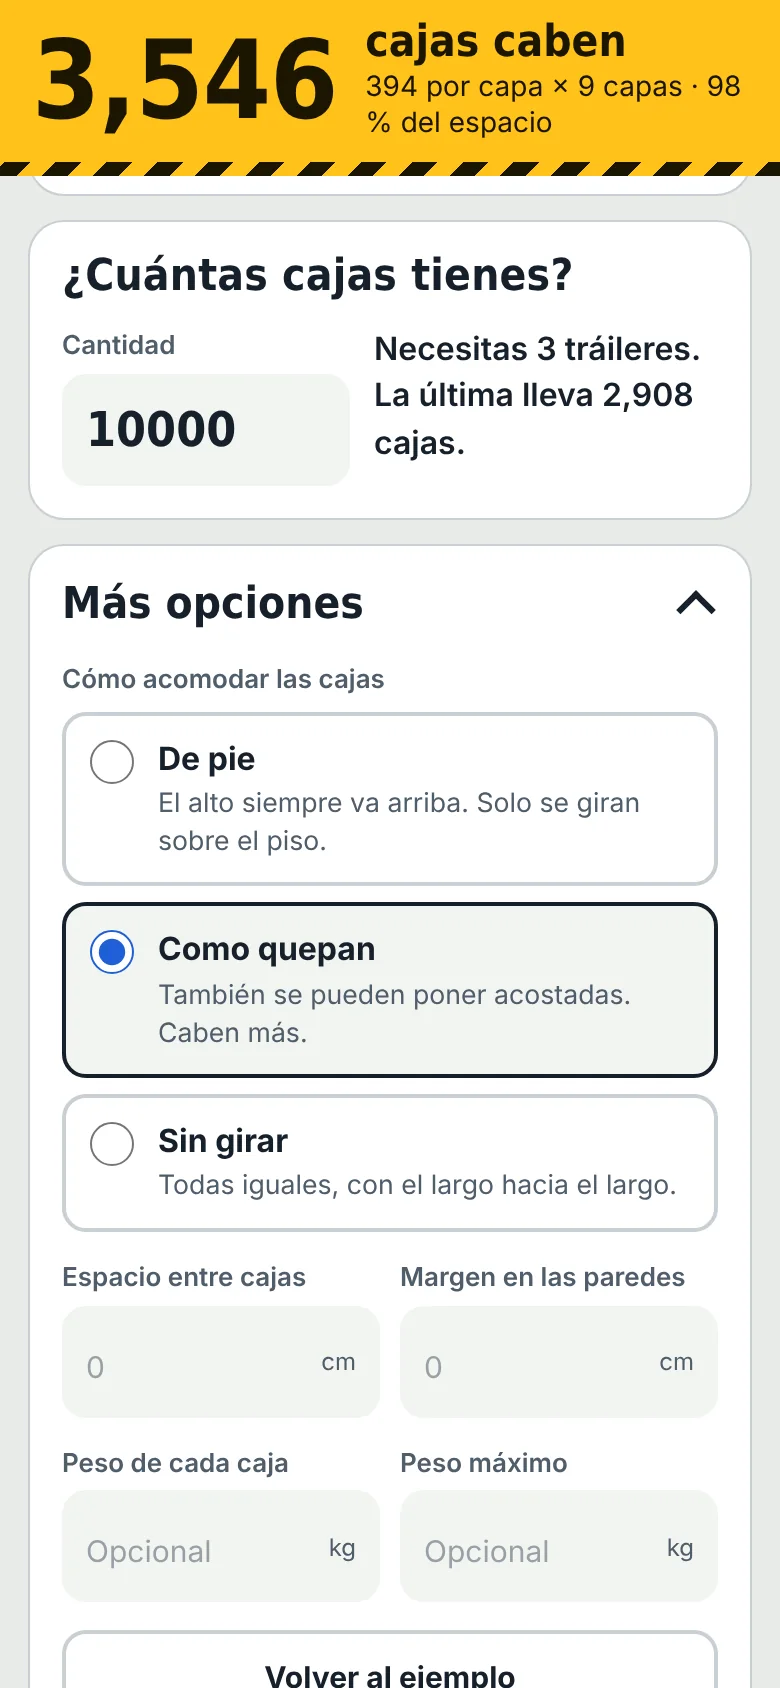 3,546
cajas caben
394 por capa × 9 capas · 98
% del espacio
¿Cuántas cajas tienes?
Cantidad
10000
Necesitas 3 tráileres.
La última lleva 2,908
cajas.
Más opciones
Cómo acomodar las cajas
De pie
El alto siempre va arriba. Solo se giran
sobre el piso.
Como quepan
También se pueden poner acostadas.
Caben más.
Sin girar
Todas iguales, con el largo hacia el largo.
Espacio entre cajas
Margen en las paredes
0 cm
0 cm
Peso de cada caja
Peso máximo
Opcional kg
Opcional kg
Volver al ejemplo